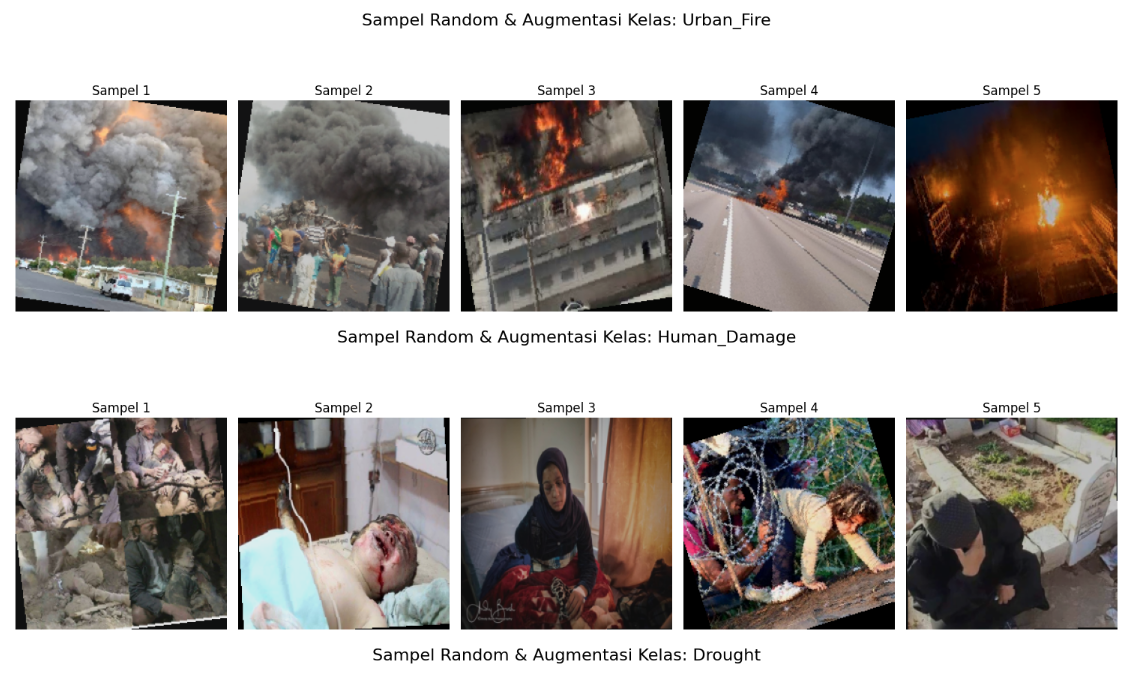 Sampel Random & Augmentasi Kelas: Urban_Fire
Sampel 1
Sampel 2
Sampel 3
Sampel 4
Sampel 5
Sampel Random & Augmentasi Kelas: Human_Damage
Sampel 1
Sampel 2
Sampel 3
Sampel 4
Sampel 5
Sampel Random & Augmentasi Kelas: Drought